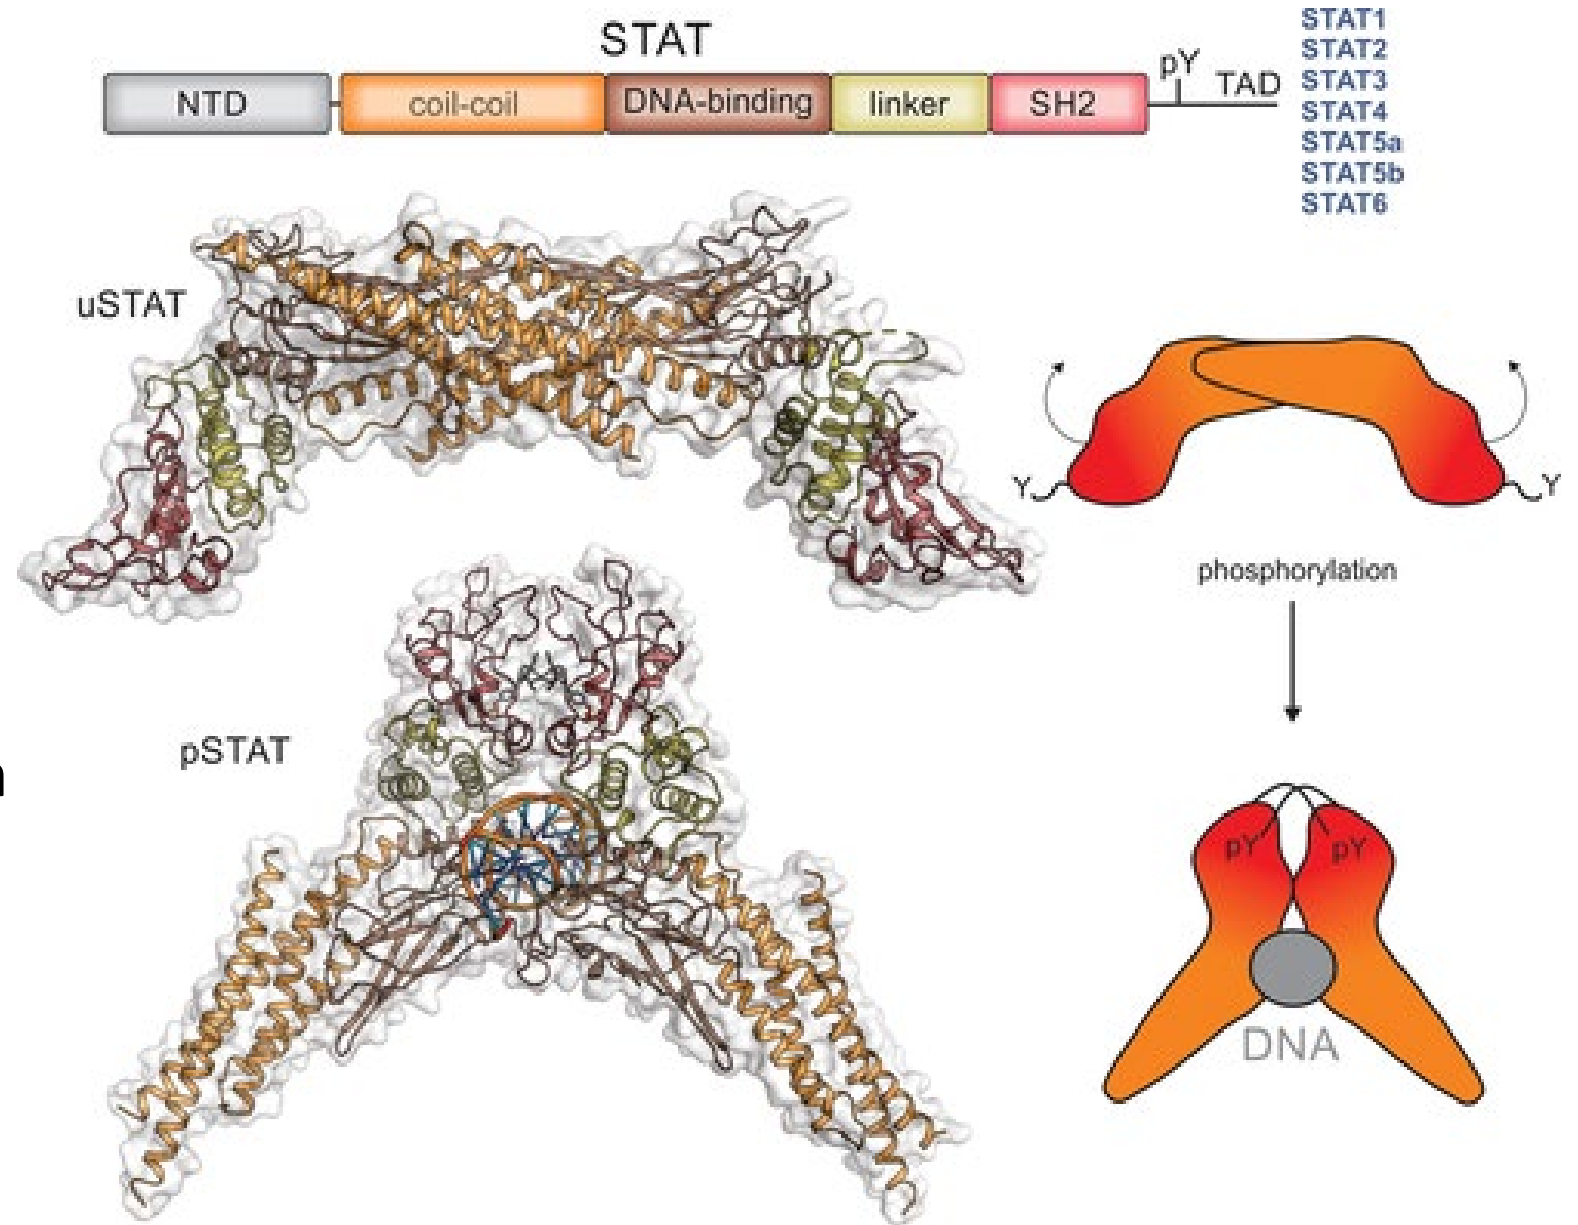 STAT
NTD
coil-coil
DNA-binding
linker
SH2
pY
TAD
STAT1
STAT2
STAT3
STAT4
STAT5a
STAT5b
STAT6
uSTAT
Y
Y
phosphorylation
pSTAT
pY
pY
DNA